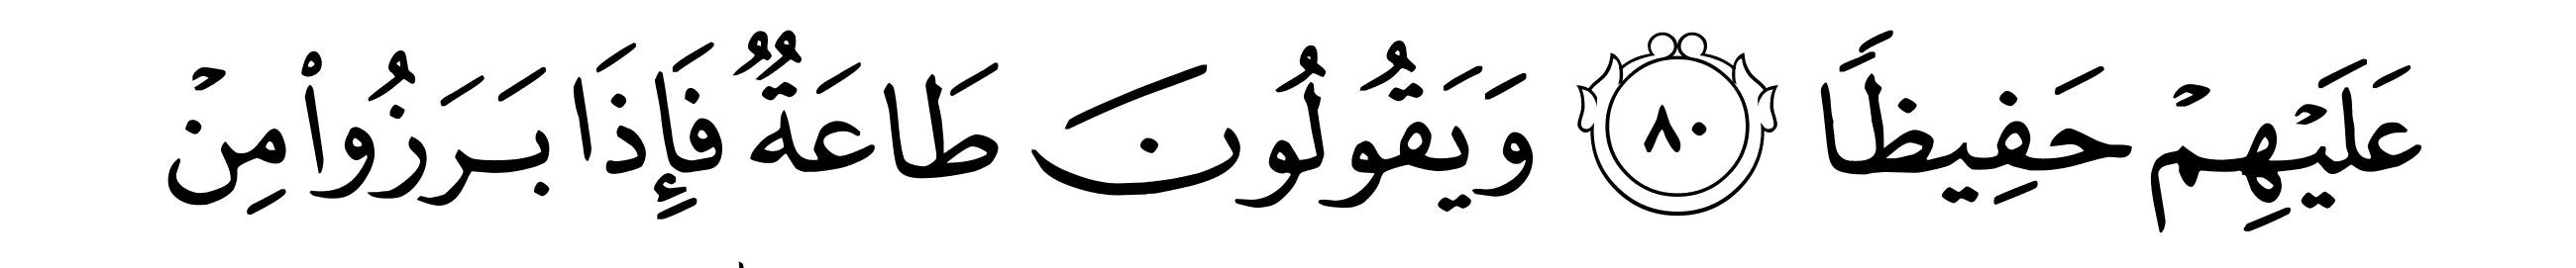 عَلَيْهِمْ حَفِيظًا ٨٠ وَيَقُولُونَ طَاعَةٌ فَإِذَا بَرَزُوا۟ مِنْ